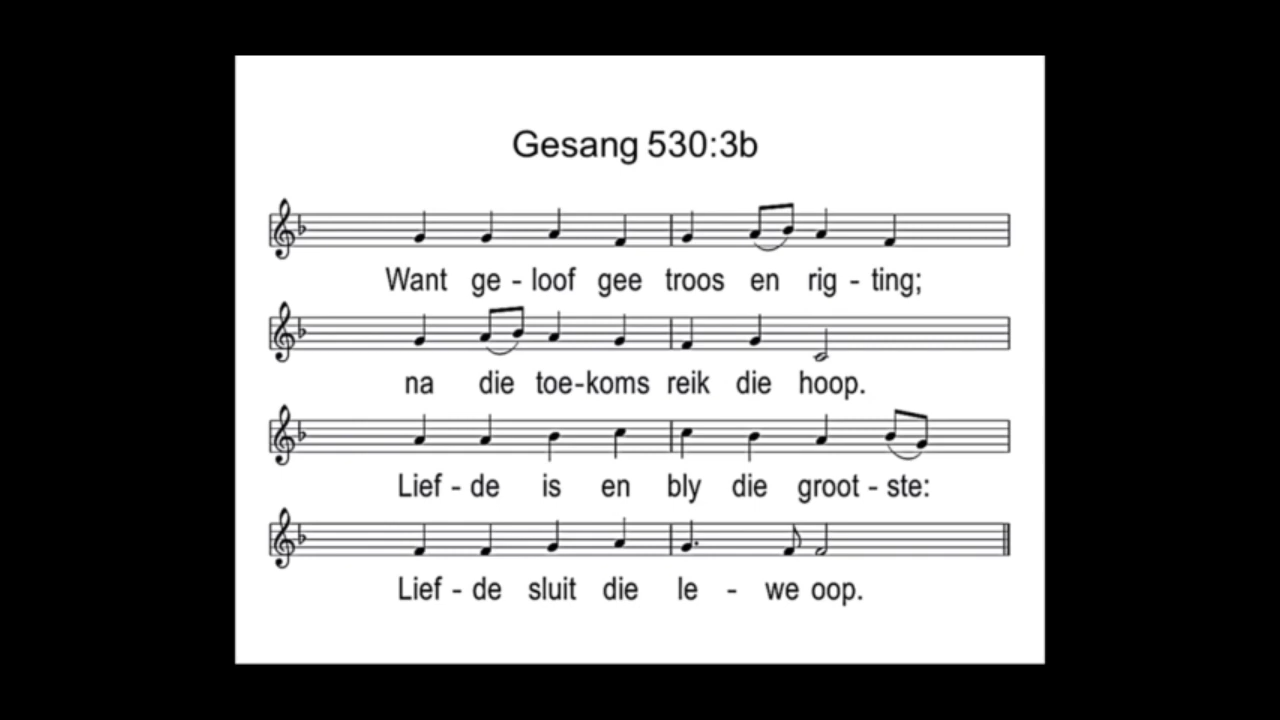 Gesang 530:3b
Want ge - loof gee troos en rig - ting;
na die toe-koms reik die hoop.
Lief - de is en bly die groot - ste:
Lief - de sluit die le - we oop.